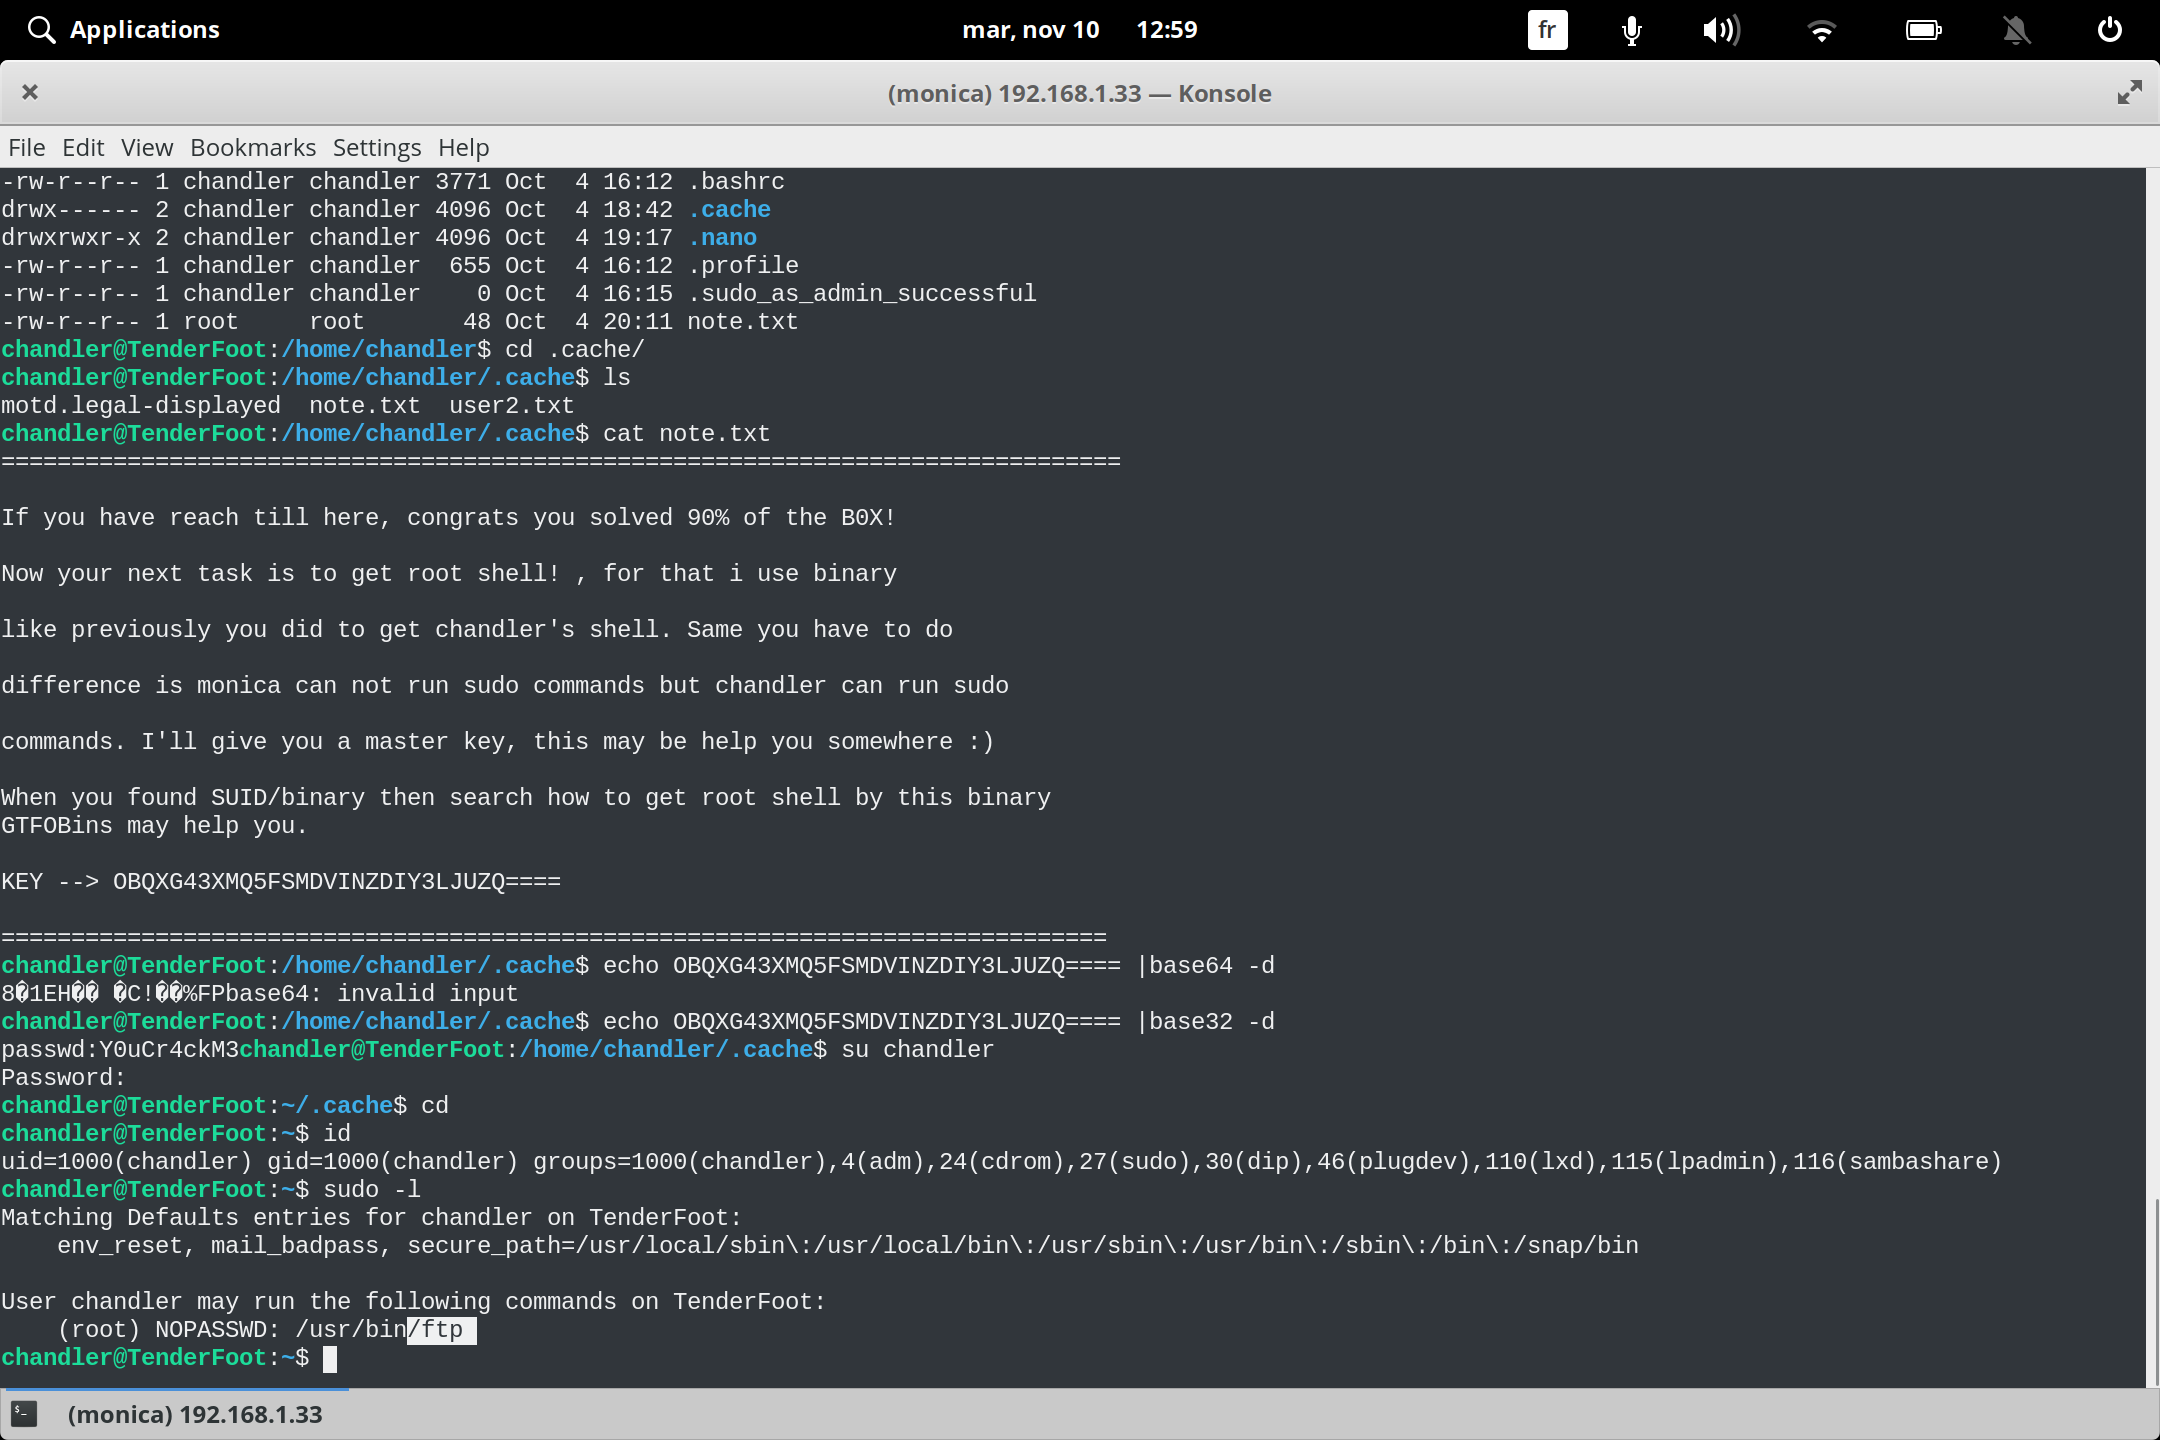 Applications
mar, nov 10 12:59
fr
(monica) 192.168.1.33 — Konsole
File Edit View Bookmarks Settings Help
-rw-r--r-- 1 chandler chandler 3771 Oct  4 16:12 .bashrc
drwx------ 2 chandler chandler 4096 Oct  4 18:42 .cache
drwxrwxr-x 2 chandler chandler 4096 Oct  4 19:17 .nano
-rw-r--r-- 1 chandler chandler  655 Oct  4 16:12 .profile
-rw-r--r-- 1 chandler chandler    0 Oct  4 16:15 .sudo_as_admin_successful
-rw-r--r-- 1 root     root       48 Oct  4 20:11 note.txt
chandler@TenderFoot:/home/chandler$ cd .cache/
chandler@TenderFoot:/home/chandler/.cache$ ls
motd.legal-displayed  note.txt  user2.txt
chandler@TenderFoot:/home/chandler/.cache$ cat note.txt
================================================================================
If you have reach till here, congrats you solved 90% of the B0X!
Now your next task is to get root shell! , for that i use binary
like previously you did to get chandler's shell. Same you have to do
difference is monica can not run sudo commands but chandler can run sudo
commands. I'll give you a master key, this may be help you somewhere :)
When you found SUID/binary then search how to get root shell by this binary
GTFOBins may help you.
KEY --> OBQXG43XMQ5FSMDVINZDIY3LJUZQ====
===============================================================================
chandler@TenderFoot:/home/chandler/.cache$ echo OBQXG43XMQ5FSMDVINZDIY3LJUZQ==== |base64 -d
8�1EH�� �C!��%FPbase64: invalid input
chandler@TenderFoot:/home/chandler/.cache$ echo OBQXG43XMQ5FSMDVINZDIY3LJUZQ==== |base32 -d
passwd:Y0uCr4ckM3chandler@TenderFoot:/home/chandler/.cache$ su chandler
Password:
chandler@TenderFoot:~/.cache$ cd
chandler@TenderFoot:~$ id
uid=1000(chandler) gid=1000(chandler) groups=1000(chandler),4(adm),24(cdrom),27(sudo),30(dip),46(plugdev),110(lxd),115(lpadmin),116(sambashare)
chandler@TenderFoot:~$ sudo -l
Matching Defaults entries for chandler on TenderFoot:
    env_reset, mail_badpass, secure_path=/usr/local/sbin\:/usr/local/bin\:/usr/sbin\:/usr/bin\:/sbin\:/bin\:/snap/bin
User chandler may run the following commands on TenderFoot:
    (root) NOPASSWD: /usr/bin/ftp
chandler@TenderFoot:~$
(monica) 192.168.1.33